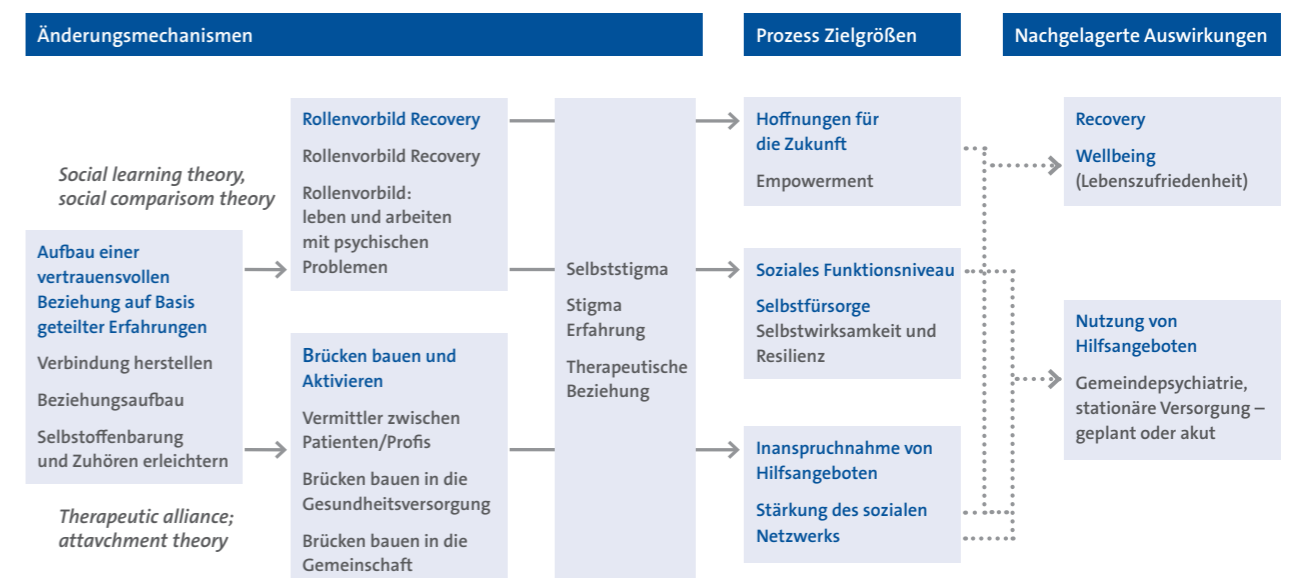 Änderungsmechanismen
Prozess Zielgrößen
Nachgelagerte Auswirkungen
Social learning theory,
social comparisom theory
Aufbau einer
vertrauensvollen
Beziehung auf Basis
geteilter Erfahrungen
Verbindung herstellen
Beziehungsaufbau
Selbstoffenbarung
und Zuhören erleichtern
Therapeutic alliance;
attavchment theory
Rollenvorbild Recovery
Rollenvorbild Recovery
Rollenvorbild:
leben und arbeiten
mit psychischen
Problemen
Brücken bauen und
Aktivieren
Vermittler zwischen
Patienten/Profis
Brücken bauen in die
Gesundheitsversorgung
Brücken bauen in die
Gemeinschaft
Selbststigma
Stigma
Erfahrung
Therapeutische
Beziehung
Hoffnungen für
die Zukunft
Empowerment
Soziales Funktionsniveau
Selbstfürsorge
Selbstwirksamkeit und
Resilienz
Inanspruchnahme von
Hilfsangeboten
Stärkung des sozialen
Netzwerks
Recovery
Wellbeing
(Lebenszufriedenheit)
Nutzung von
Hilfsangeboten
Gemeindepsychiatrie,
stationäre Versorgung –
geplant oder akut